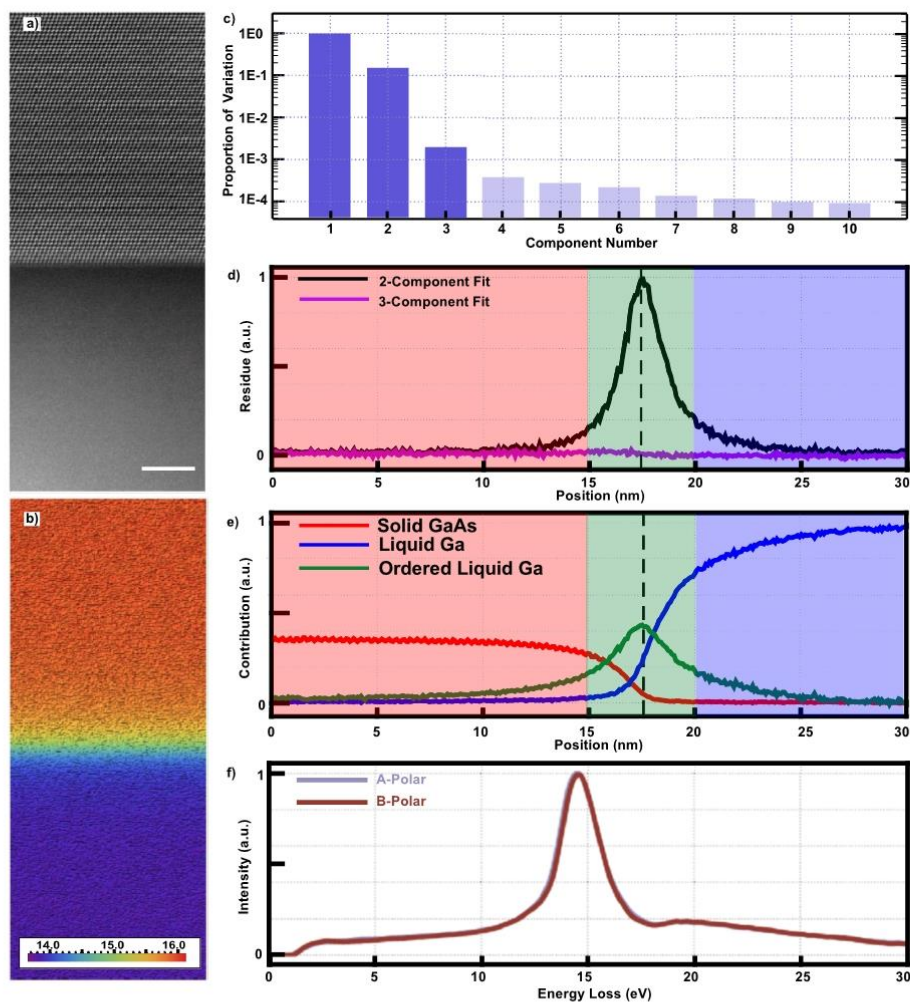 a)
b)
14.0 15.0 16.1
c)
Proportion of Variation
1E0
1E-1
1E-2
1E-3
1E-4
1 2 3 4 5 6 7 8 9 10
Component Number
d)
2-Component Fit
3-Component Fit
Residue (a.u.)
1
0
0 5 10 15 20 25 30
Position (nm)
e)
Solid GaAs
Liquid Ga
Ordered Liquid Ga
Contribution (a.u.)
1
0
0 5 10 15 20 25 30
Position (nm)
f)
A-Polar
B-Polar
Intensity (a.u.)
1
0
0 5 10 15 20 25 30
Energy Loss (eV)